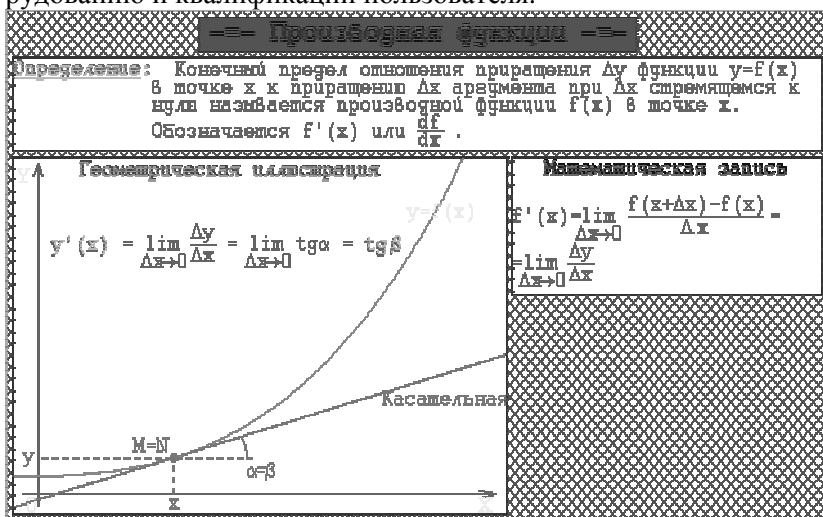 рудованию и квалификации пользователя.
-=- Производная функции -=-
Определение: Конечный предел отношения приращения Δy функции y=f(x)
в точке x к приращению Δx аргумента при Δx стремящемся к
нулю называется производной функции f(x) в точке x.
Обозначается f'(x) или df/dx .
Геометрическая иллюстрация
Y
y=f(x)
y'(x) = lim Δx→0 Δy/Δx = lim Δx→0 tgα = tgβ
Касательная
M=N
y
α=β
x
X
Математическая запись
f'(x)=lim Δx→0 f(x+Δx)-f(x)/Δx =
=lim Δx→0 Δy/Δx